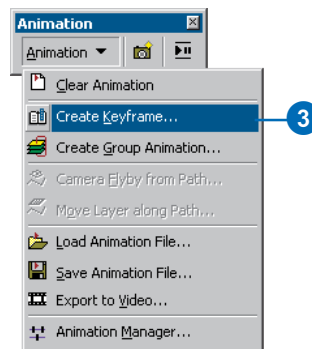 Animation
Animation
Clear Animation
Create Keyframe...
3
Create Group Animation...
Camera Flyby from Path...
Move Layer along Path...
Load Animation File...
Save Animation File...
Export to Video...
Animation Manager...